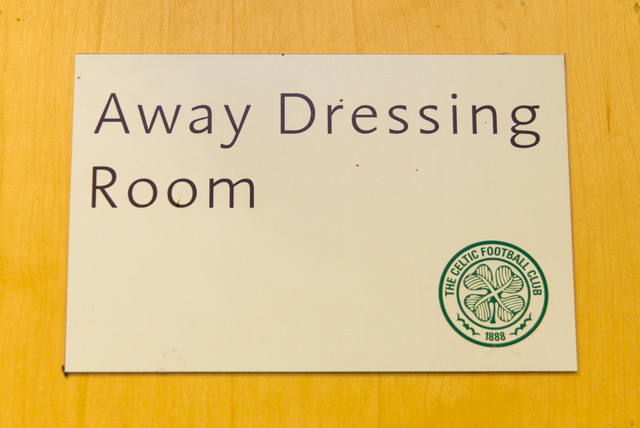 Away Dressing
Room
THE CELTIC FOOTBALL CLUB
1888